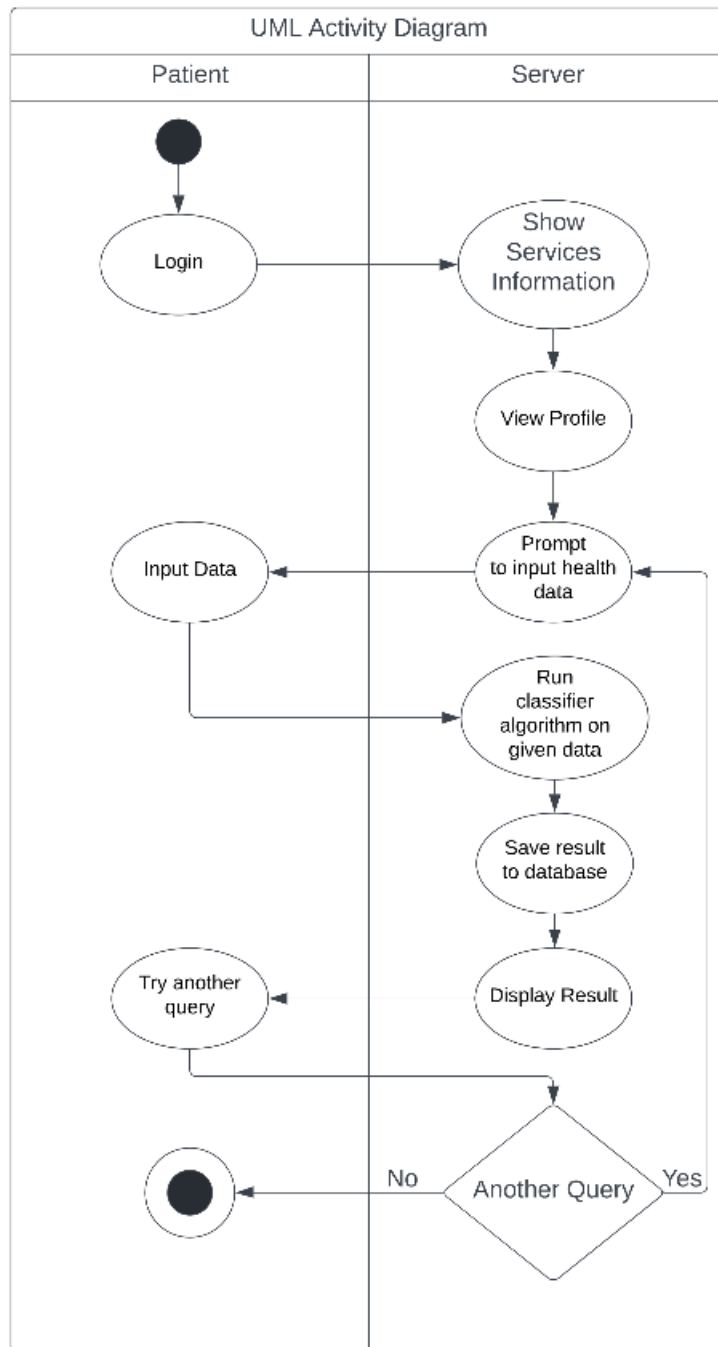 UML Activity Diagram
Patient
Server
Login
Show
Services
Information
View Profile
Input Data
Prompt
to input health
data
Run
classifier
algorithm on
given data
Save result
to database
Try another
query
Display Result
No
Another Query
Yes